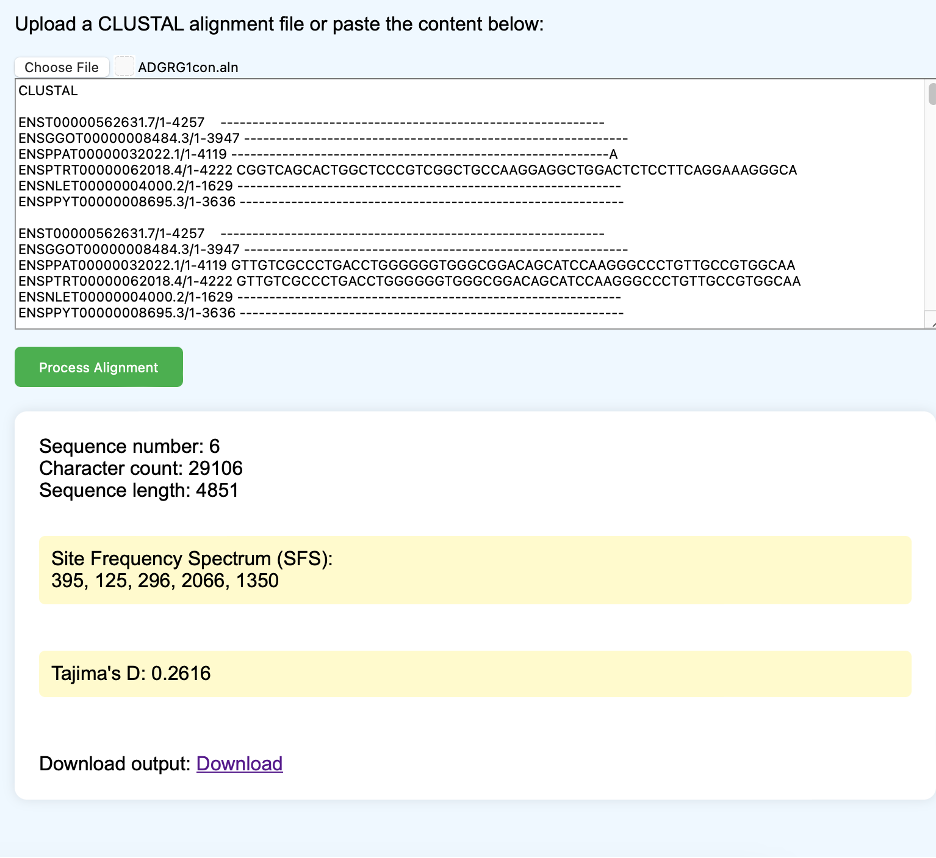 Upload a CLUSTAL alignment file or paste the content below:
Choose File ADGRG1con.aln
CLUSTAL
ENST00000562631.7/1-4257 ------------------------------------------------------------
ENSGGOT00000008484.3/1-3947 ------------------------------------------------------------
ENSPPAT00000032022.1/1-4119 -----------------------------------------------------------A
ENSPTRT00000062018.4/1-4222 CGGTCAGCACTGGCTCCCGTCGGCTGCCAAGGAGGCTGGACTCTCCTTCAGGAAAGGGCA
ENSNLET00000004000.2/1-1629 ------------------------------------------------------------
ENSPPYT00000008695.3/1-3636 ------------------------------------------------------------
ENST00000562631.7/1-4257 ------------------------------------------------------------
ENSGGOT00000008484.3/1-3947 ------------------------------------------------------------
ENSPPAT00000032022.1/1-4119 GTTGTCGCCCTGACCTGGGGGGTGGGCGGACAGCATCCAAGGGCCCTGTTGCCGTGGCAA
ENSPTRT00000062018.4/1-4222 GTTGTCGCCCTGACCTGGGGGGTGGGCGGACAGCATCCAAGGGCCCTGTTGCCGTGGCAA
ENSNLET00000004000.2/1-1629 ------------------------------------------------------------
ENSPPYT00000008695.3/1-3636 ------------------------------------------------------------
Process Alignment
Sequence number: 6
Character count: 29106
Sequence length: 4851
Site Frequency Spectrum (SFS):
395, 125, 296, 2066, 1350
Tajima's D: 0.2616
Download output: Download